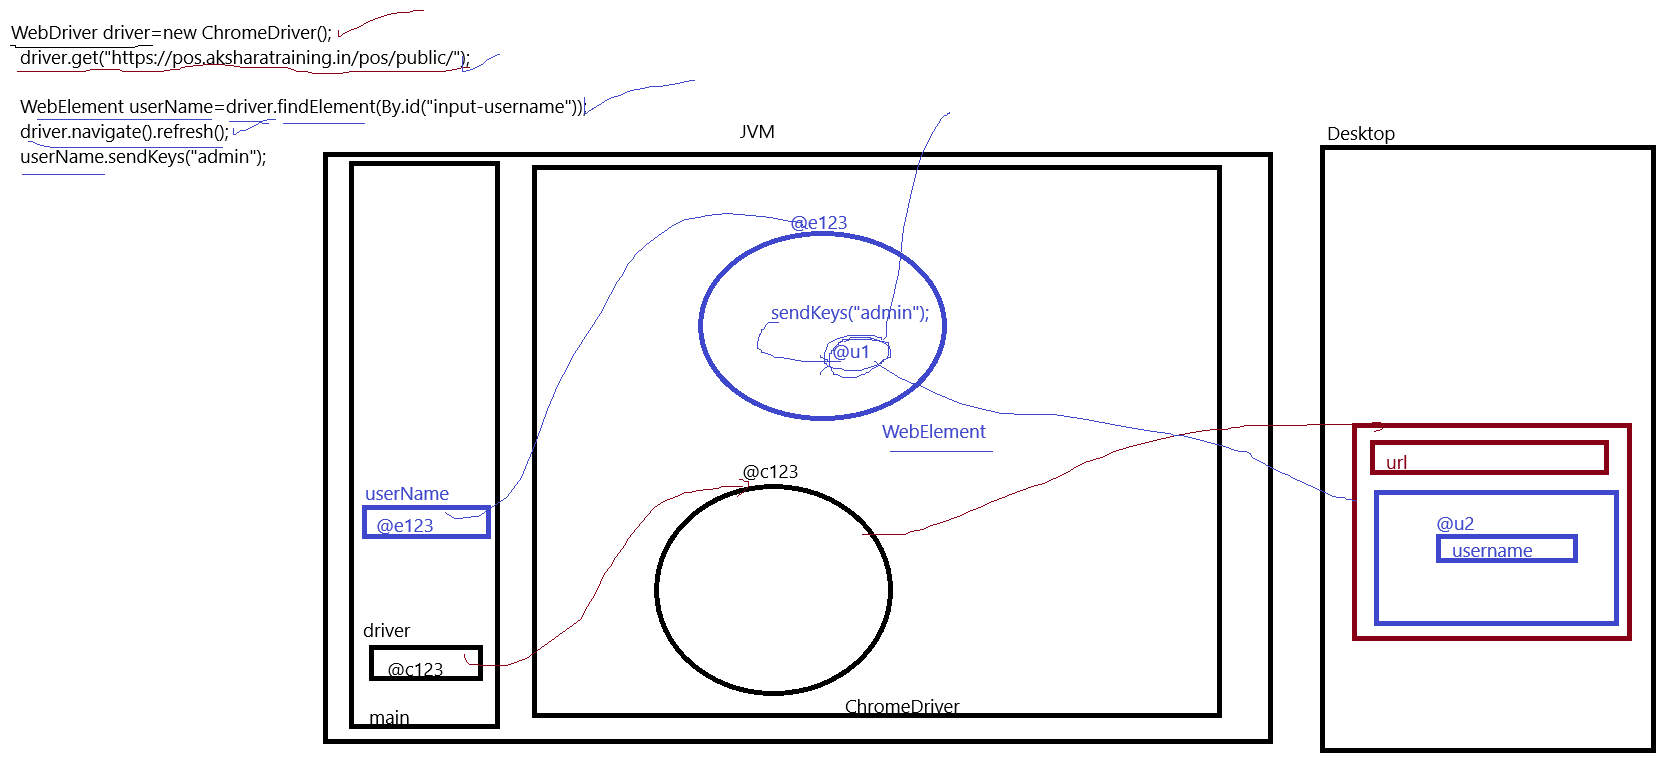 WebDriver driver=new ChromeDriver();
driver.get("https://pos.aksharatraining.in/pos/public/");
WebElement userName=driver.findElement(By.id("input-username"));
driver.navigate().refresh();
userName.sendKeys("admin");
JVM
Desktop
@e123
sendKeys("admin");
@u1
WebElement
url
@c123
userName
@e123
@u2
username
driver
@c123
main
ChromeDriver